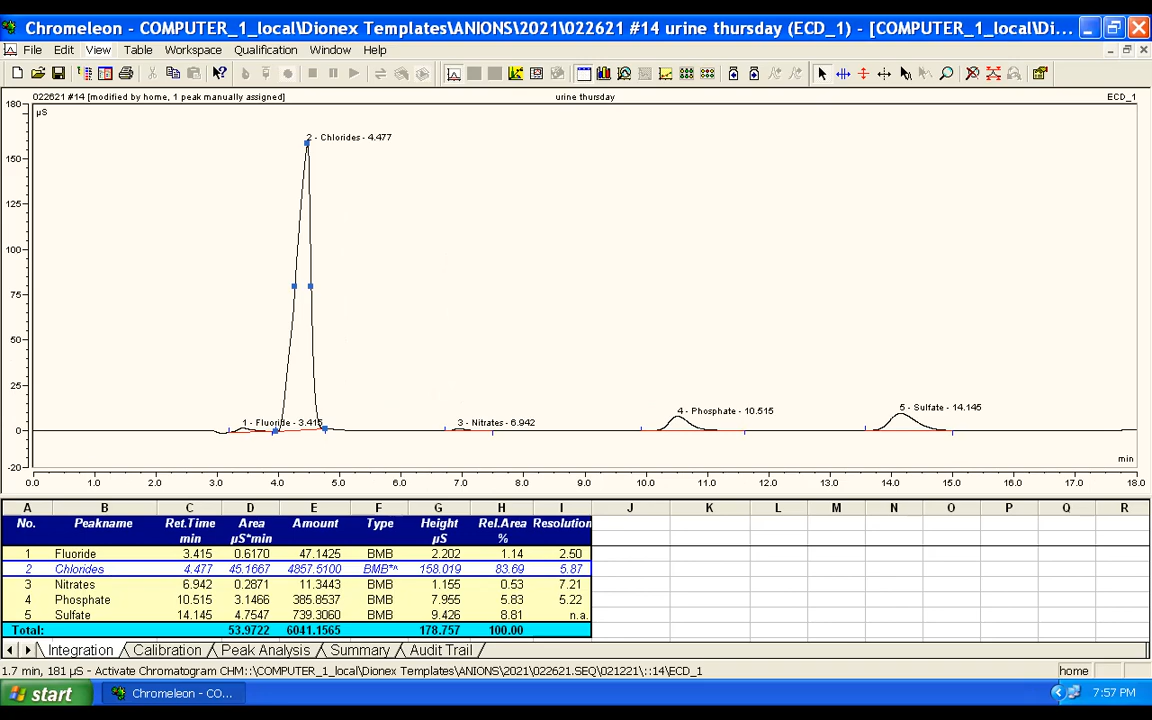 Chromeleon - COMPUTER_1_local\Dionex Templates\ANIONS\2021\022621 #14 urine thursday (ECD_1) - [COMPUTER_1_local\Di...
File Edit View Table Workspace Qualification Window Help
022621 #14 [modified by home, 1 peak manually assigned] urine thursday ECD_1
180
µS
150
125
100
75
50
25
0
-20
2 - Chlorides - 4.477
1 - Fluoride - 3.415
3 - Nitrates - 6.942
4 - Phosphate - 10.515
5 - Sulfate - 14.145
min
0.0 1.0 2.0 3.0 4.0 5.0 6.0 7.0 8.0 9.0 10.0 11.0 12.0 13.0 14.0 15.0 16.0 17.0 18.0
A B C D E F G H I J K L M N O P Q R
No. Peakname Ret.Time Area Amount Type Height Rel.Area Resolution
min µS*min µS %
1 Fluoride 3.415 0.6170 47.1425 BMB 2.202 1.14 2.50
2 Chlorides 4.477 45.1667 4857.5100 BMB*^ 158.019 83.69 5.87
3 Nitrates 6.942 0.2871 11.3443 BMB 1.155 0.53 7.21
4 Phosphate 10.515 3.1466 385.8537 BMB 7.955 5.83 5.22
5 Sulfate 14.145 4.7547 739.3060 BMB 9.426 8.81 n.a.
Total: 53.9722 6041.1565 178.757 100.00
Integration Calibration Peak Analysis Summary Audit Trail
1.7 min, 181 µS - Activate Chromatogram CHM::\COMPUTER_1_local\Dionex Templates\ANIONS\2021\022621.SEQ\021221\::14\ECD_1 home
start Chromeleon - CO... 7:57 PM